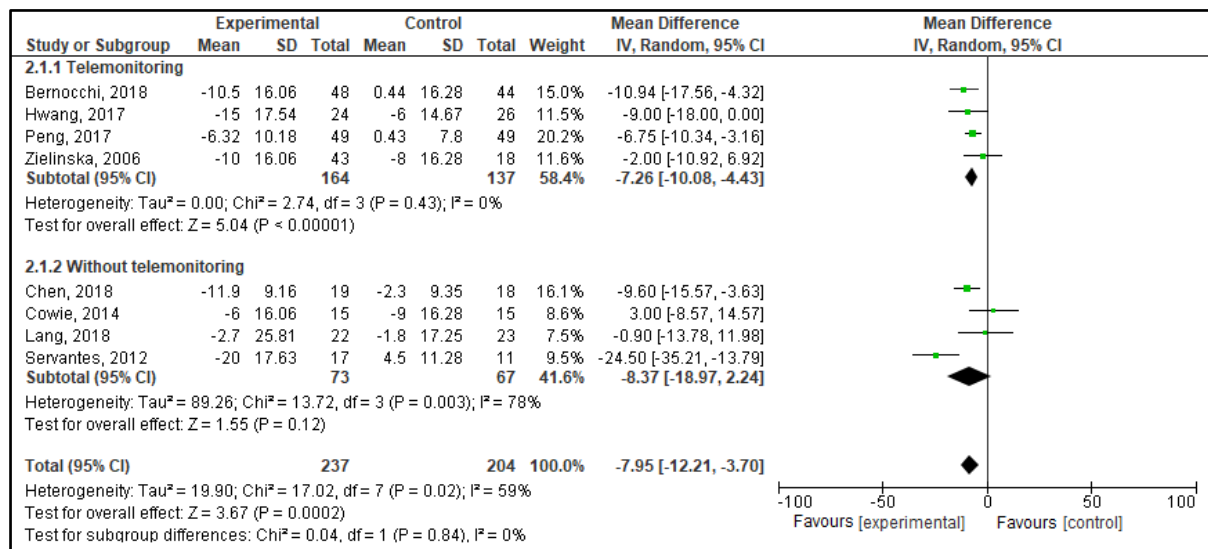 Experimental Control Mean Difference Mean Difference
Study or Subgroup Mean SD Total Mean SD Total Weight IV, Random, 95% CI IV, Random, 95% CI
2.1.1 Telemonitoring
Bernocchi, 2018 -10.5 16.06 48 0.44 16.28 44 15.0% -10.94 [-17.56, -4.32]
Hwang, 2017 -15 17.54 24 -6 14.67 26 11.5% -9.00 [-18.00, 0.00]
Peng, 2017 -6.32 10.18 49 0.43 7.8 49 20.2% -6.75 [-10.34, -3.16]
Zielinska, 2006 -10 16.06 43 -8 16.28 18 11.6% -2.00 [-10.92, 6.92]
Subtotal (95% CI) 164 137 58.4% -7.26 [-10.08, -4.43]
Heterogeneity: Tau² = 0.00; Chi² = 2.74, df = 3 (P = 0.43); I² = 0%
Test for overall effect: Z = 5.04 (P < 0.00001)
2.1.2 Without telemonitoring
Chen, 2018 -11.9 9.16 19 -2.3 9.35 18 16.1% -9.60 [-15.57, -3.63]
Cowie, 2014 -6 16.06 15 -9 16.28 15 8.6% 3.00 [-8.57, 14.57]
Lang, 2018 -2.7 25.81 22 -1.8 17.25 23 7.5% -0.90 [-13.78, 11.98]
Servantes, 2012 -20 17.63 17 4.5 11.28 11 9.5% -24.50 [-35.21, -13.79]
Subtotal (95% CI) 73 67 41.6% -8.37 [-18.97, 2.24]
Heterogeneity: Tau² = 89.26; Chi² = 13.72, df = 3 (P = 0.003); I² = 78%
Test for overall effect: Z = 1.55 (P = 0.12)
Total (95% CI) 237 204 100.0% -7.95 [-12.21, -3.70]
Heterogeneity: Tau² = 19.90; Chi² = 17.02, df = 7 (P = 0.02); I² = 59%
Test for overall effect: Z = 3.67 (P = 0.0002)
Test for subgroup differences: Chi² = 0.04, df = 1 (P = 0.84), I² = 0%
-100 -50 0 50 100
Favours [experimental] Favours [control]